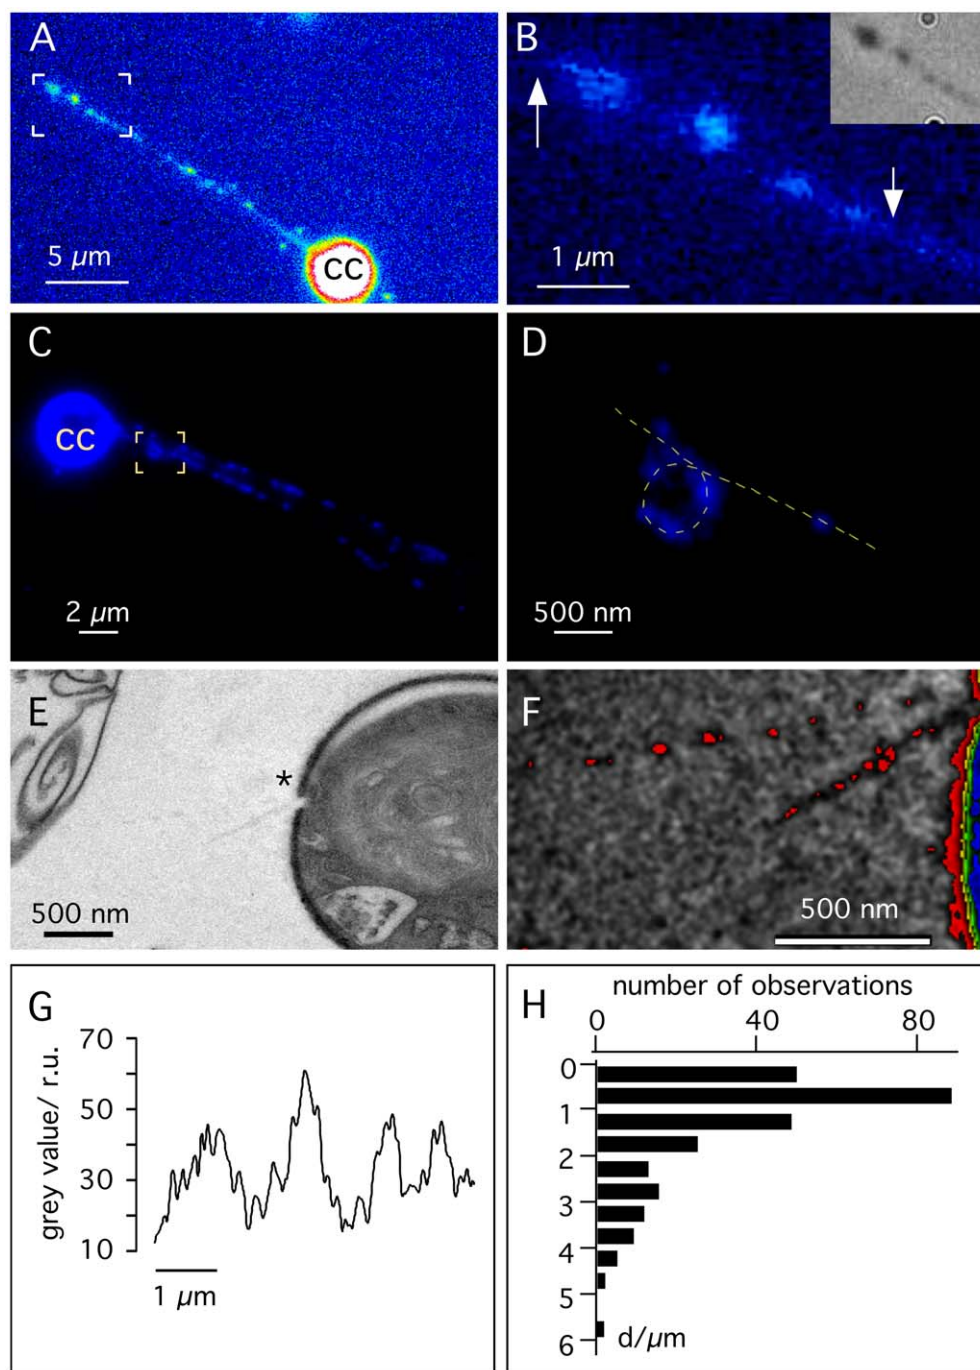 A
5 μm
CC
B
1 μm
C
CC
2 μm
D
500 nm
E
*
500 nm
F
500 nm
G
70
50
30
10
grey value/ r.u.
1 μm
H
number of observations
0
40
80
0
1
2
3
4
5
6
d/μm